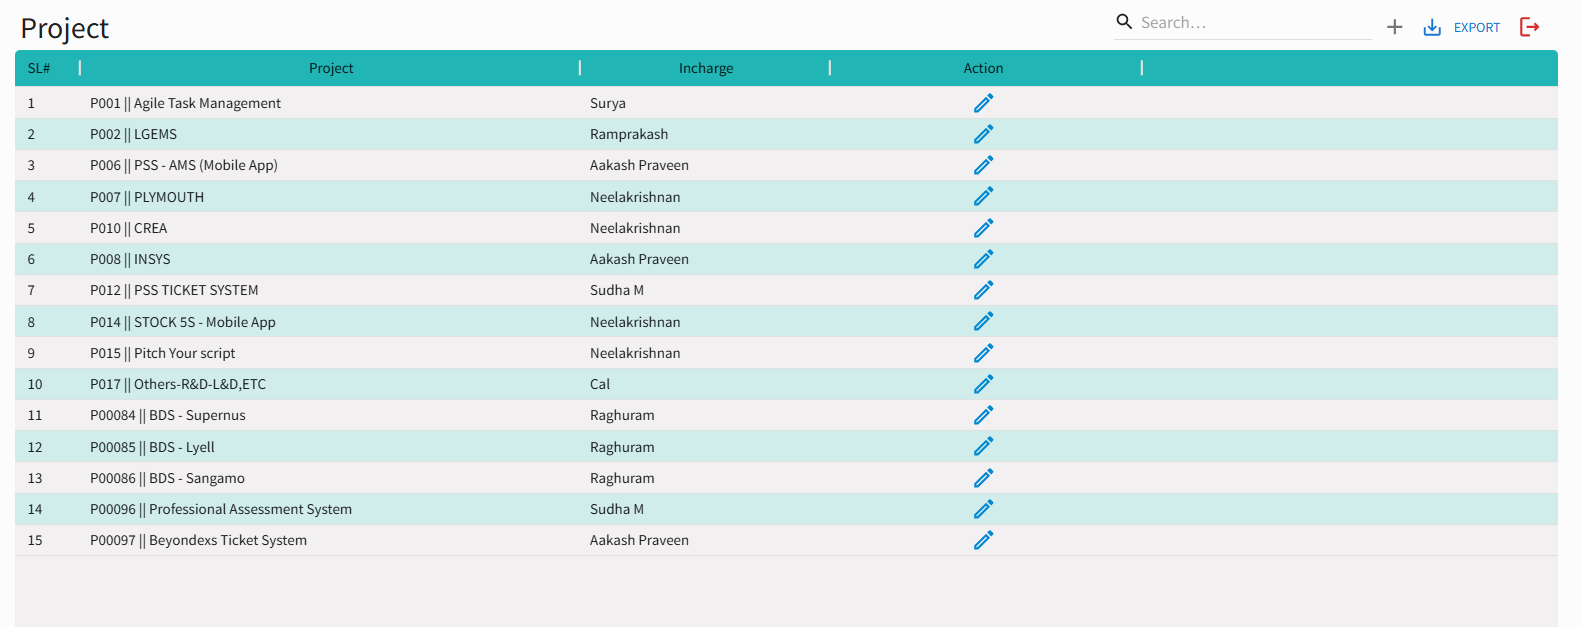 Project
Search…
EXPORT
SL# Project Incharge Action
1 P001 || Agile Task Management Surya
2 P002 || LGEMS Ramprakash
3 P006 || PSS - AMS (Mobile App) Aakash Praveen
4 P007 || PLYMOUTH Neelakrishnan
5 P010 || CREA Neelakrishnan
6 P008 || INSYS Aakash Praveen
7 P012 || PSS TICKET SYSTEM Sudha M
8 P014 || STOCK 5S - Mobile App Neelakrishnan
9 P015 || Pitch Your script Neelakrishnan
10 P017 || Others-R&D-L&D,ETC Cal
11 P00084 || BDS - Supernus Raghuram
12 P00085 || BDS - Lyell Raghuram
13 P00086 || BDS - Sangamo Raghuram
14 P00096 || Professional Assessment System Sudha M
15 P00097 || Beyondexs Ticket System Aakash Praveen